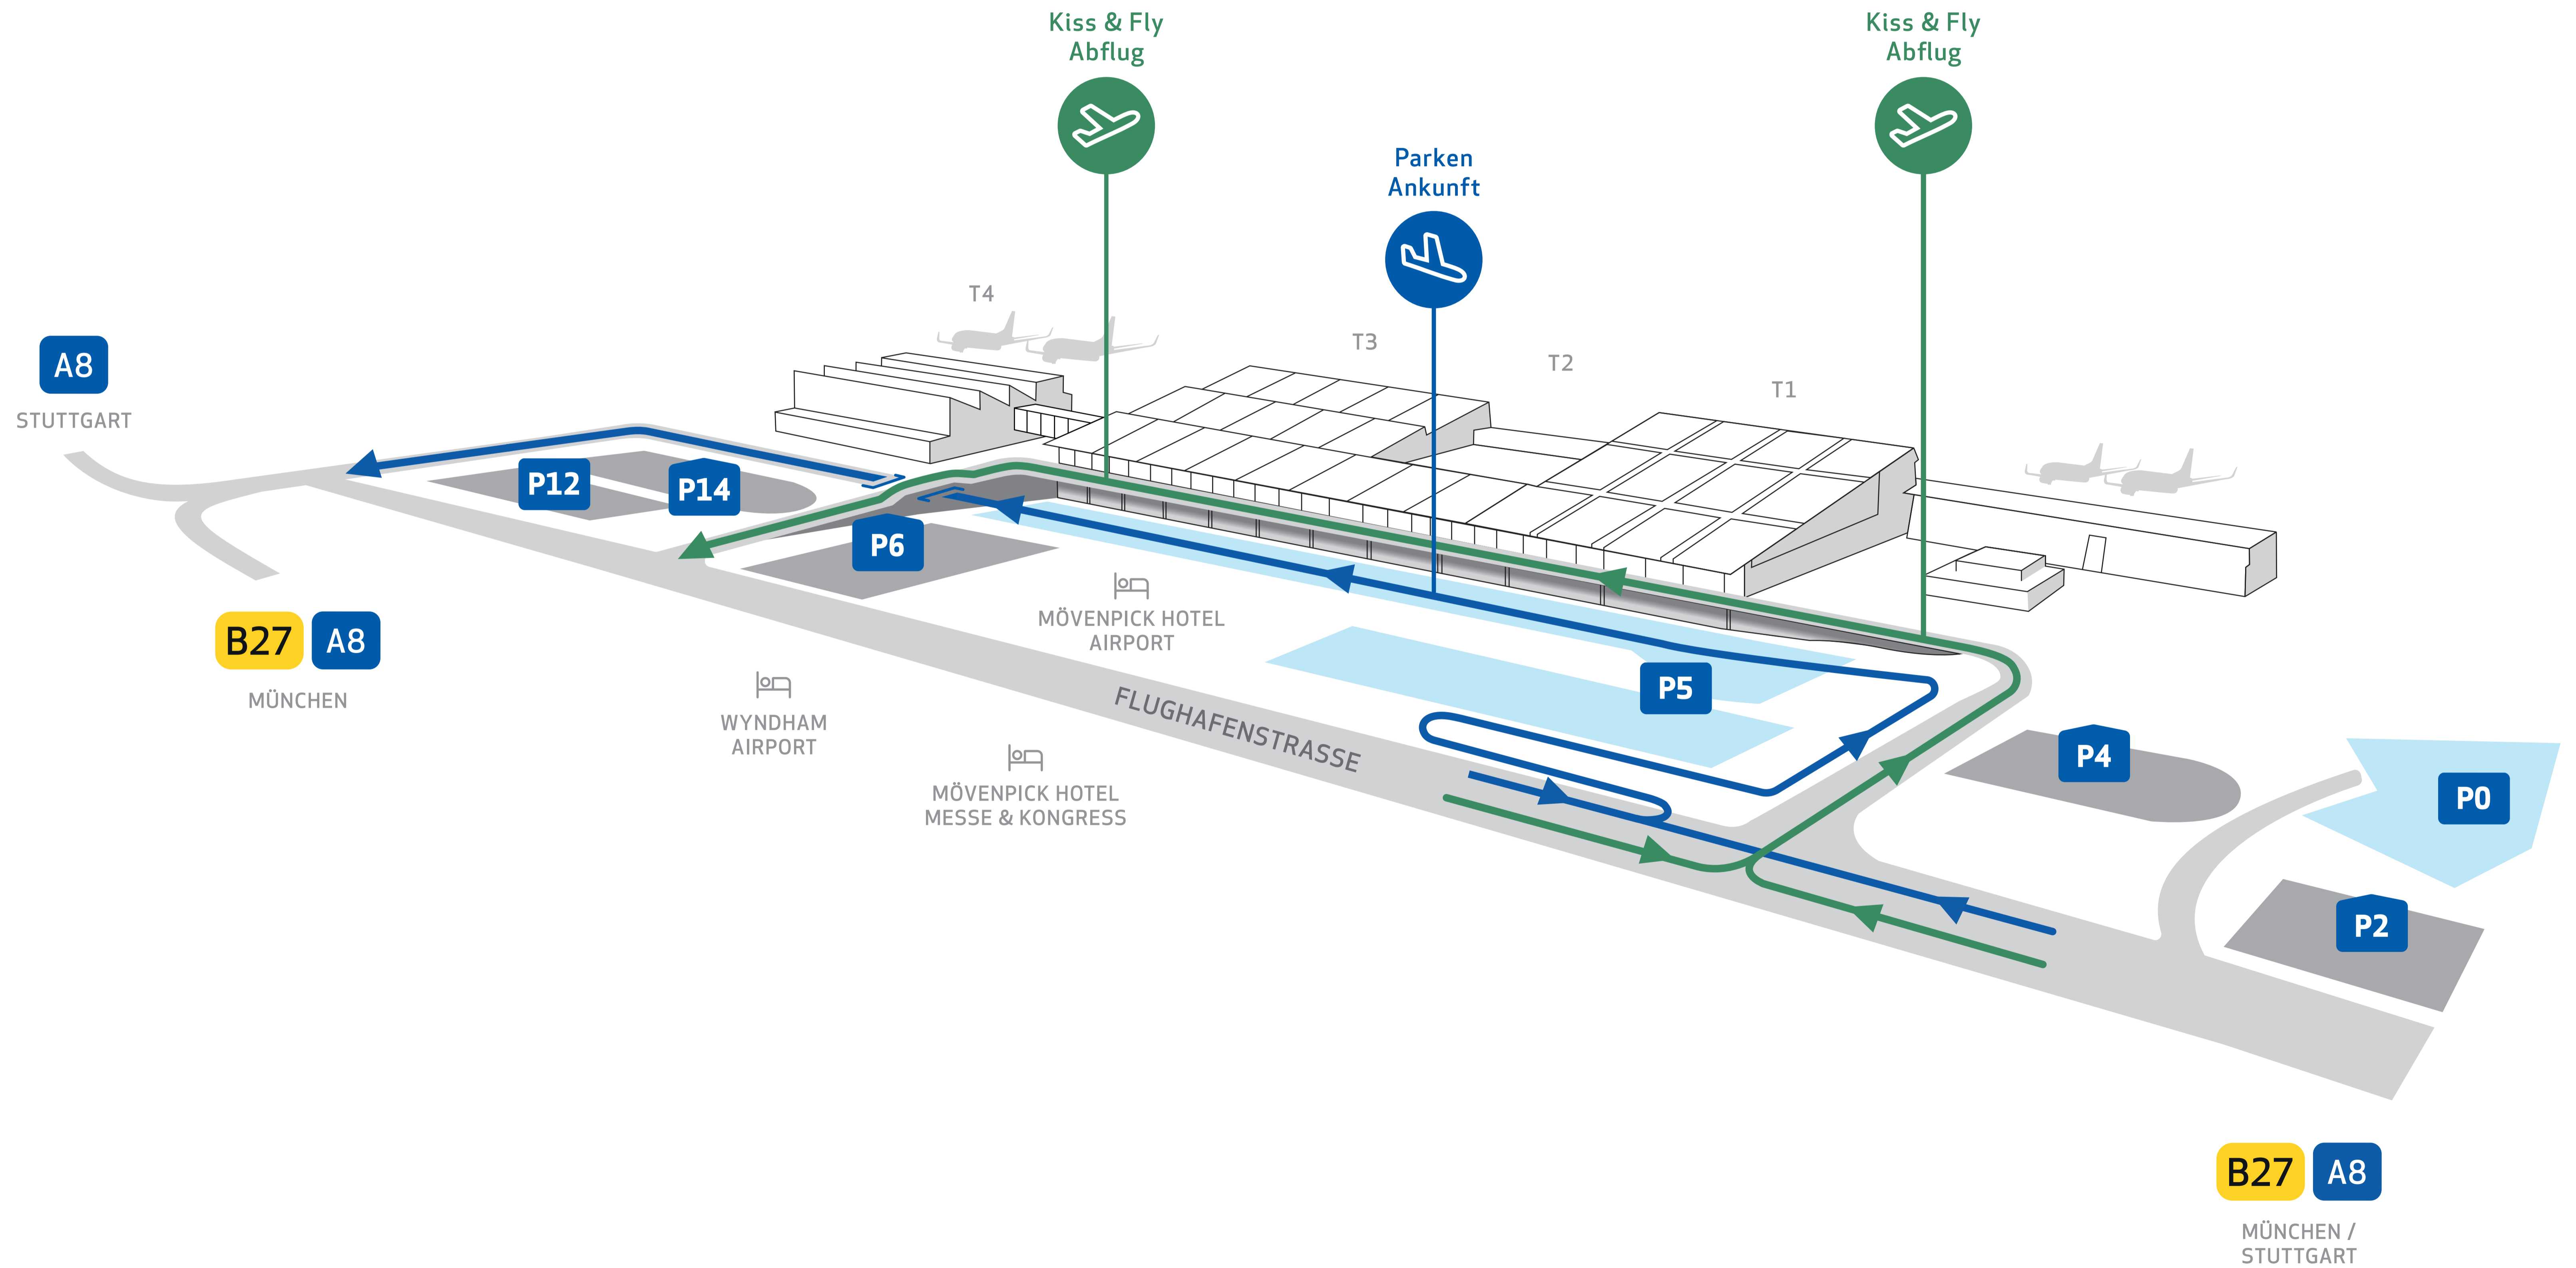 Kiss & Fly
Abflug
Kiss & Fly
Abflug
Parken
Ankunft
T4
T3
T2
T1
A8
STUTTGART
P12
P14
P6
B27 A8
MÜNCHEN
MÖVENPICK HOTEL
AIRPORT
WYNDHAM
AIRPORT
MÖVENPICK HOTEL
MESSE & KONGRESS
FLUGHAFENSTRASSE
P5
P4
P0
P2
B27 A8
MÜNCHEN /
STUTTGART